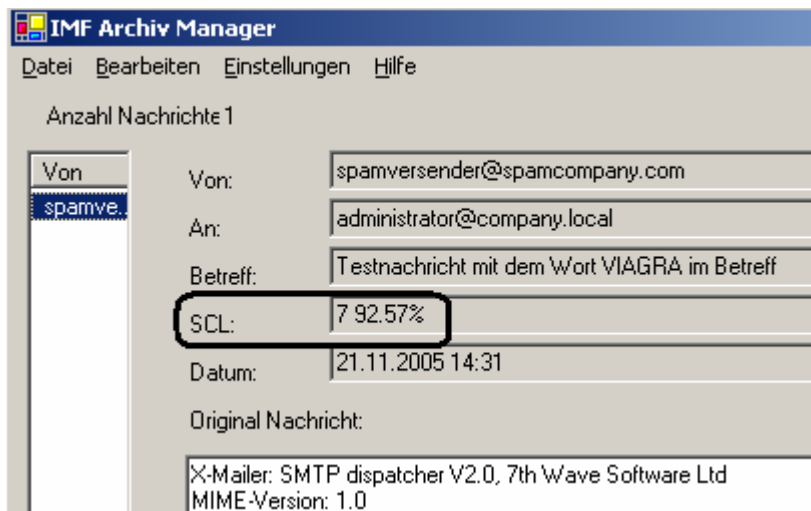 IMF Archiv Manager
Datei Bearbeiten Einstellungen Hilfe
Anzahl Nachrichte 1
Von
spamve..
Von: spamversender@spamcompany.com
An: administrator@company.local
Betreff: Testnachricht mit dem Wort VIAGRA im Betreff
SCL: 7 92.57%
Datum: 21.11.2005 14:31
Original Nachricht:
X-Mailer: SMTP dispatcher V2.0, 7th Wave Software Ltd
MIME-Version: 1.0